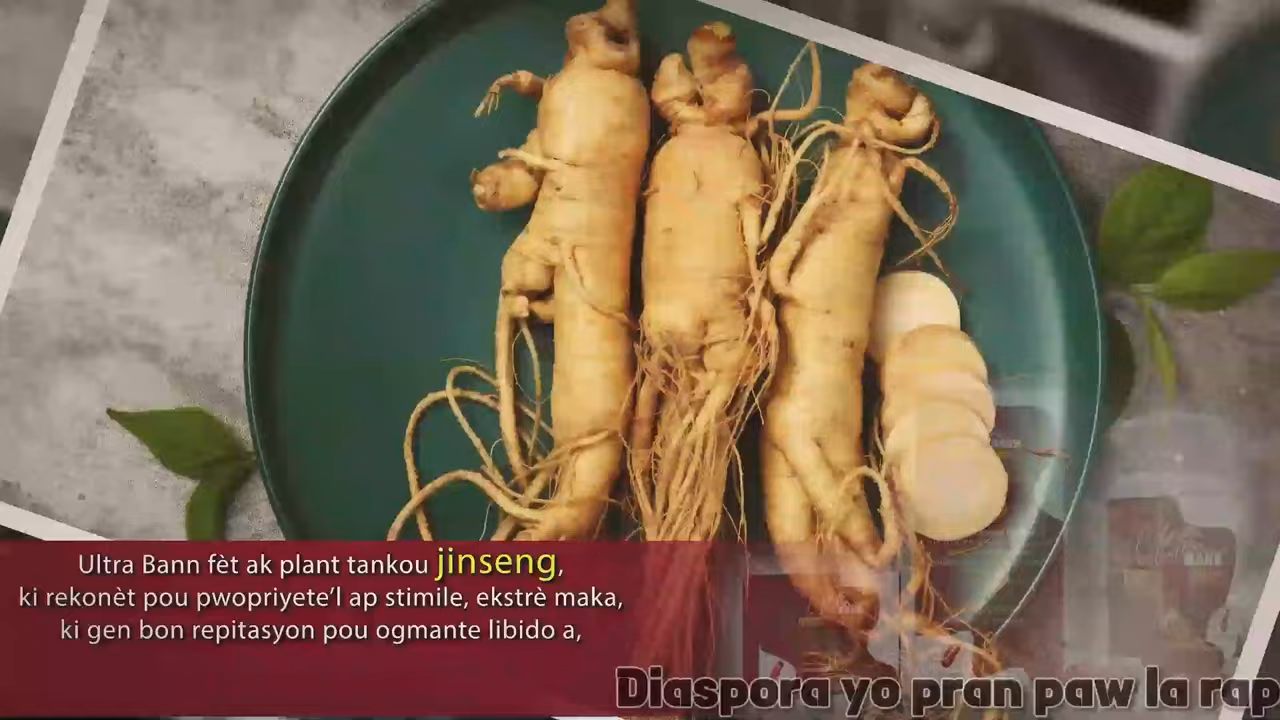 Ultra Bann fèt ak plant tankou jinseng,
ki rekonèt pou pwopriyete’l ap stimile, ekstrè maka,
ki gen bon repitasyon pou ogmante libido a,
Diaspora yo pran paw la rap
BANN